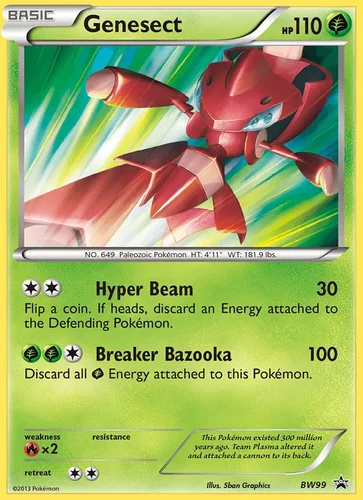 BASIC
Genesect
HP110
NO. 649 Paleozoic Pokémon HT: 4'11" WT: 181.9 lbs.
Hyper Beam 30
Flip a coin. If heads, discard an Energy attached to
the Defending Pokémon.
Breaker Bazooka 100
Discard all Energy attached to this Pokémon.
weakness resistance
×2
retreat
This Pokémon existed 300 million
years ago. Team Plasma altered
it and attached a cannon to its back.
©2013 Pokémon Illus. 5ban Graphics BW99 PROMO